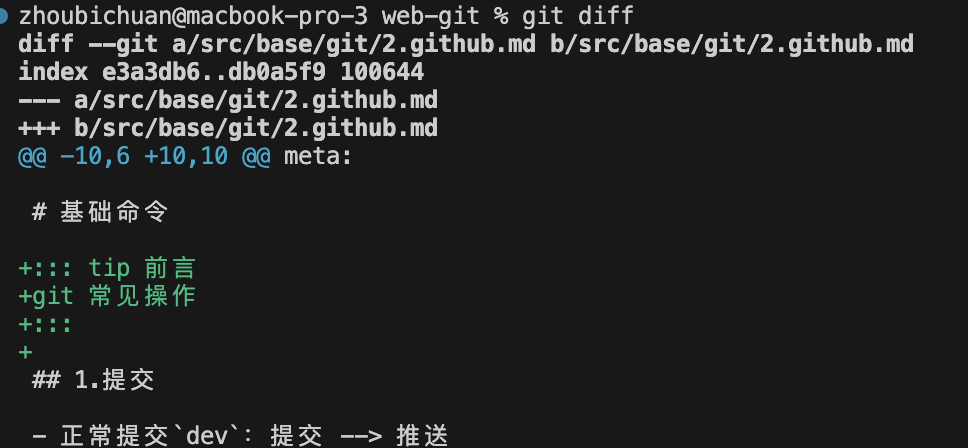 zhoubichuan@macbook-pro-3 web-git % git diff
diff --git a/src/base/git/2.github.md b/src/base/git/2.github.md
index e3a3db6..db0a5f9 100644
--- a/src/base/git/2.github.md
+++ b/src/base/git/2.github.md
@@ -10,6 +10,10 @@ meta:
# 基础命令
+::: tip 前言
+git 常见操作
+:::
+
## 1.提交
- 正常提交`dev`: 提交 --> 推送